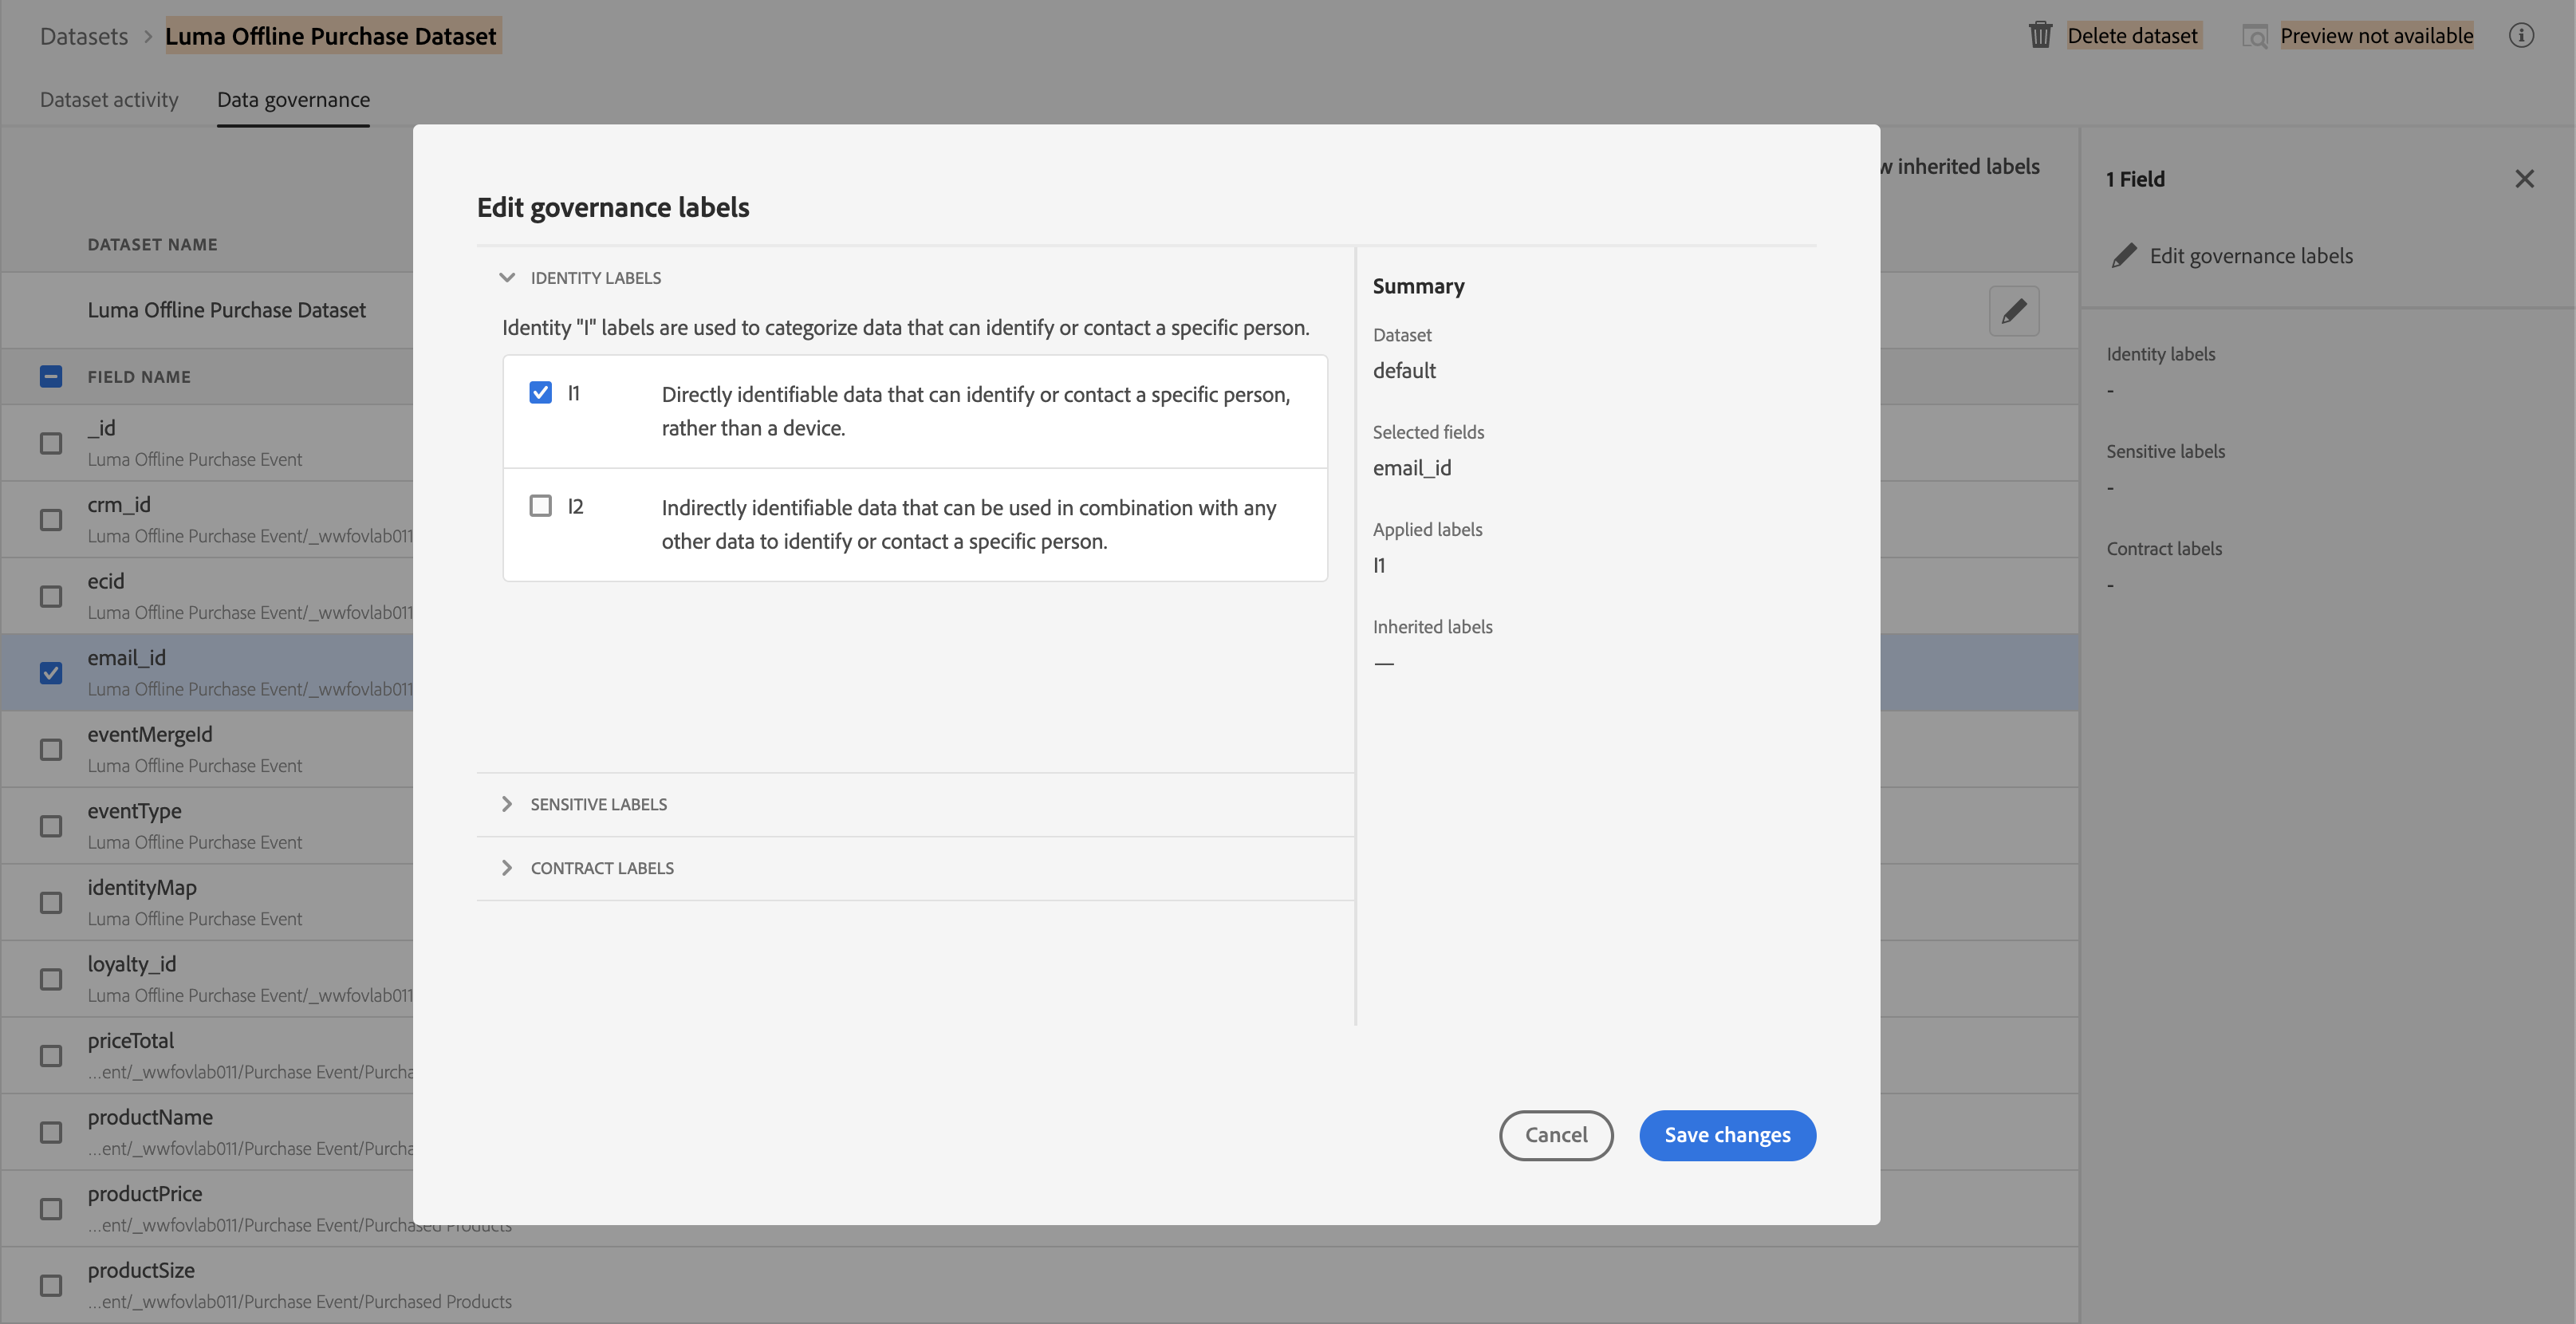 Datasets > Luma Offline Purchase Dataset
Delete dataset
Preview not available
Dataset activity
Data governance
w inherited labels
DATASET NAME
Luma Offline Purchase Dataset
FIELD NAME
_id
Luma Offline Purchase Event
crm_id
Luma Offline Purchase Event/_wwfovlab011
ecid
Luma Offline Purchase Event/_wwfovlab011
email_id
Luma Offline Purchase Event/_wwfovlab011
eventMergeId
Luma Offline Purchase Event
eventType
Luma Offline Purchase Event
identityMap
Luma Offline Purchase Event
loyalty_id
Luma Offline Purchase Event/_wwfovlab011
priceTotal
...ent/_wwfovlab011/Purchase Event/Purcha
productName
...ent/_wwfovlab011/Purchase Event/Purcha
productPrice
...ent/_wwfovlab011/Purchase Event/Purchased Products
productSize
...ent/_wwfovlab011/Purchase Event/Purchased Products
Edit governance labels
IDENTITY LABELS
Identity "I" labels are used to categorize data that can identify or contact a specific person.
I1
Directly identifiable data that can identify or contact a specific person,
rather than a device.
I2
Indirectly identifiable data that can be used in combination with any
other data to identify or contact a specific person.
SENSITIVE LABELS
CONTRACT LABELS
Summary
Dataset
default
Selected fields
email_id
Applied labels
I1
Inherited labels
—
Cancel
Save changes
1 Field
Edit governance labels
Identity labels
-
Sensitive labels
-
Contract labels
-